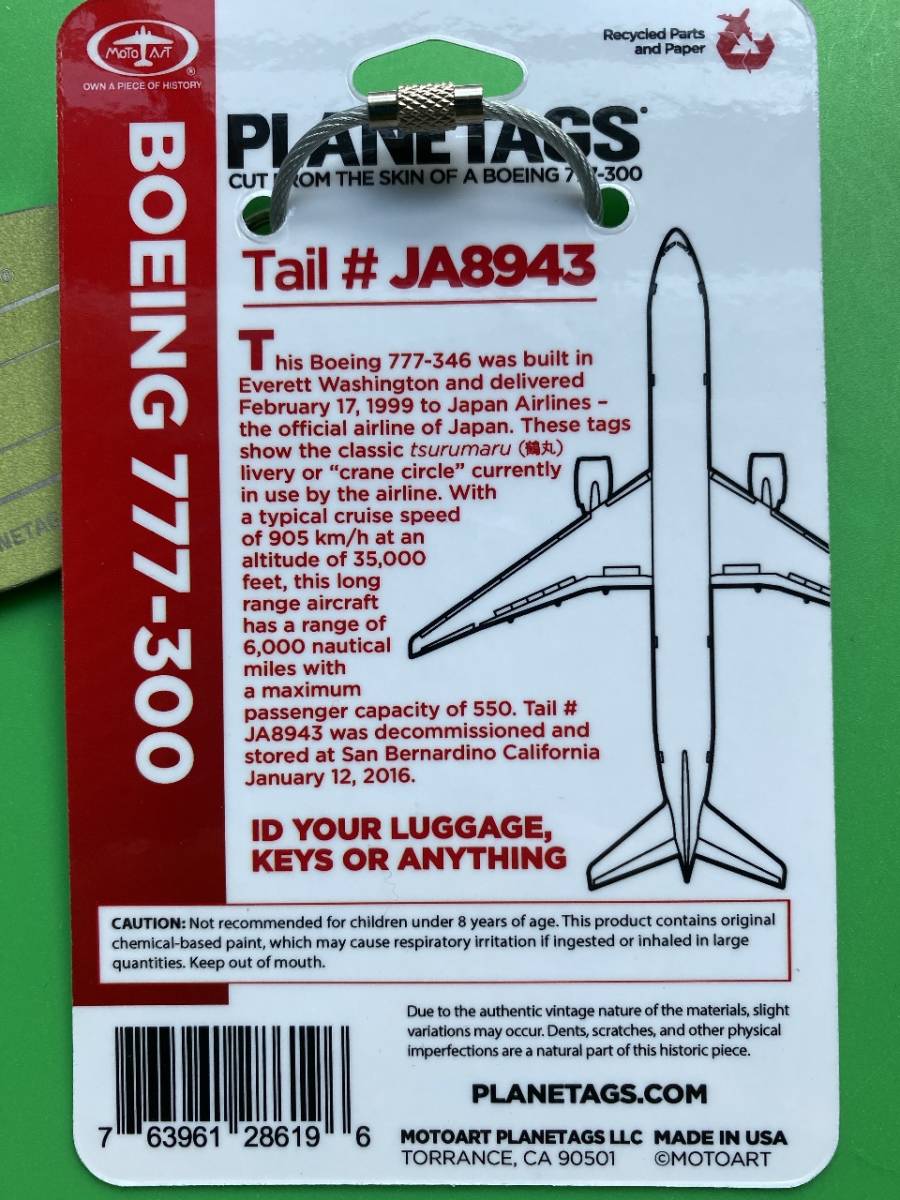 MOTO ART
®
OWN A PIECE OF HISTORY
Recycled Parts
and Paper
BOEING 777-300
PLANETAGS
CUT FROM THE SKIN OF A BOEING 777-300
Tail # JA8943
This Boeing 777-346 was built in
Everett Washington and delivered
February 17, 1999 to Japan Airlines –
the official airline of Japan. These tags
show the classic tsurumaru (鶴丸)
livery or “crane circle” currently
in use by the airline. With
a typical cruise speed
of 905 km/h at an
altitude of 35,000
feet, this long
range aircraft
has a range of
6,000 nautical
miles with
a maximum
passenger capacity of 550. Tail #
JA8943 was decommissioned and
stored at San Bernardino California
January 12, 2016.
ID YOUR LUGGAGE,
KEYS OR ANYTHING
CAUTION: Not recommended for children under 8 years of age. This product contains original
chemical-based paint, which may cause respiratory irritation if ingested or inhaled in large
quantities. Keep out of mouth.
Due to the authentic vintage nature of the materials, slight
variations may occur. Dents, scratches, and other physical
imperfections are a natural part of this historic piece.
PLANETAGS.COM
7 63961 28619 6
MOTOART PLANETAGS LLC MADE IN USA
TORRANCE, CA 90501 ©MOTOART
®
NETAG